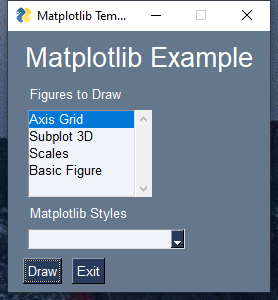 Matplotlib Tem...
Matplotlib Example
Figures to Draw
Axis Grid
Subplot 3D
Scales
Basic Figure
Matplotlib Styles
Draw Exit